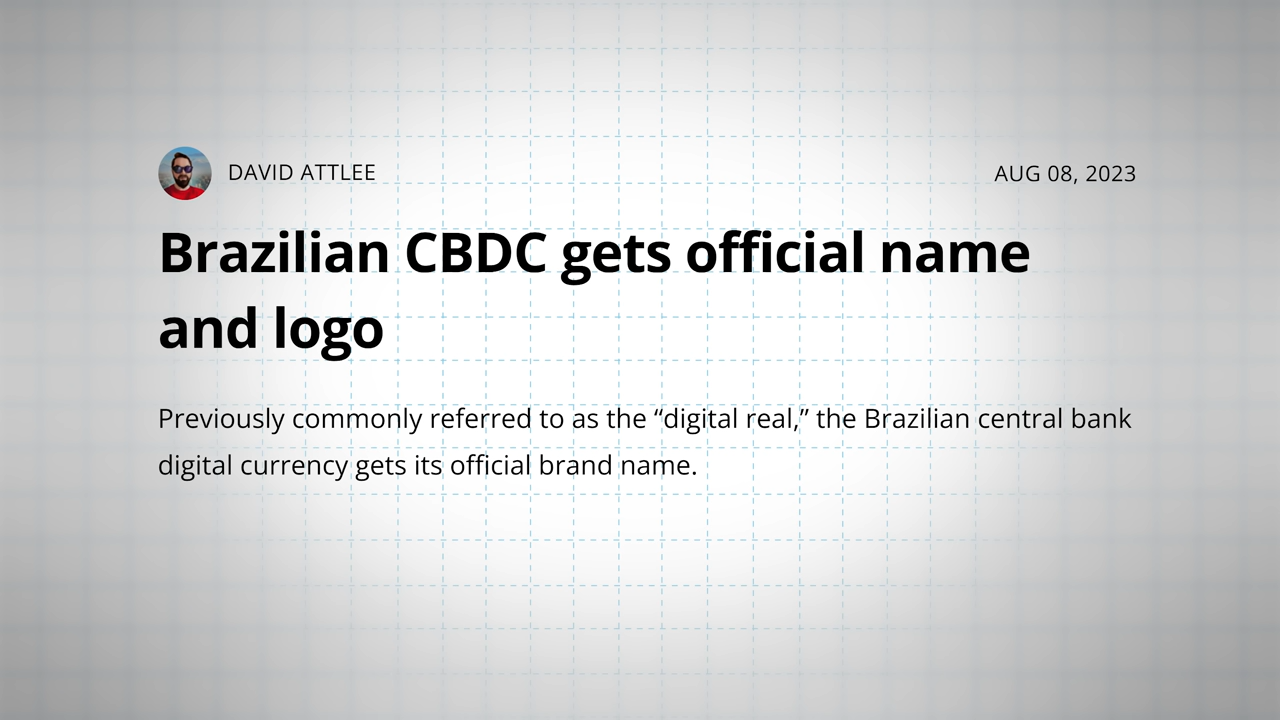 DAVID ATTLEE
AUG 08, 2023
Brazilian CBDC gets official name
and logo
Previously commonly referred to as the “digital real,” the Brazilian central bank
digital currency gets its official brand name.